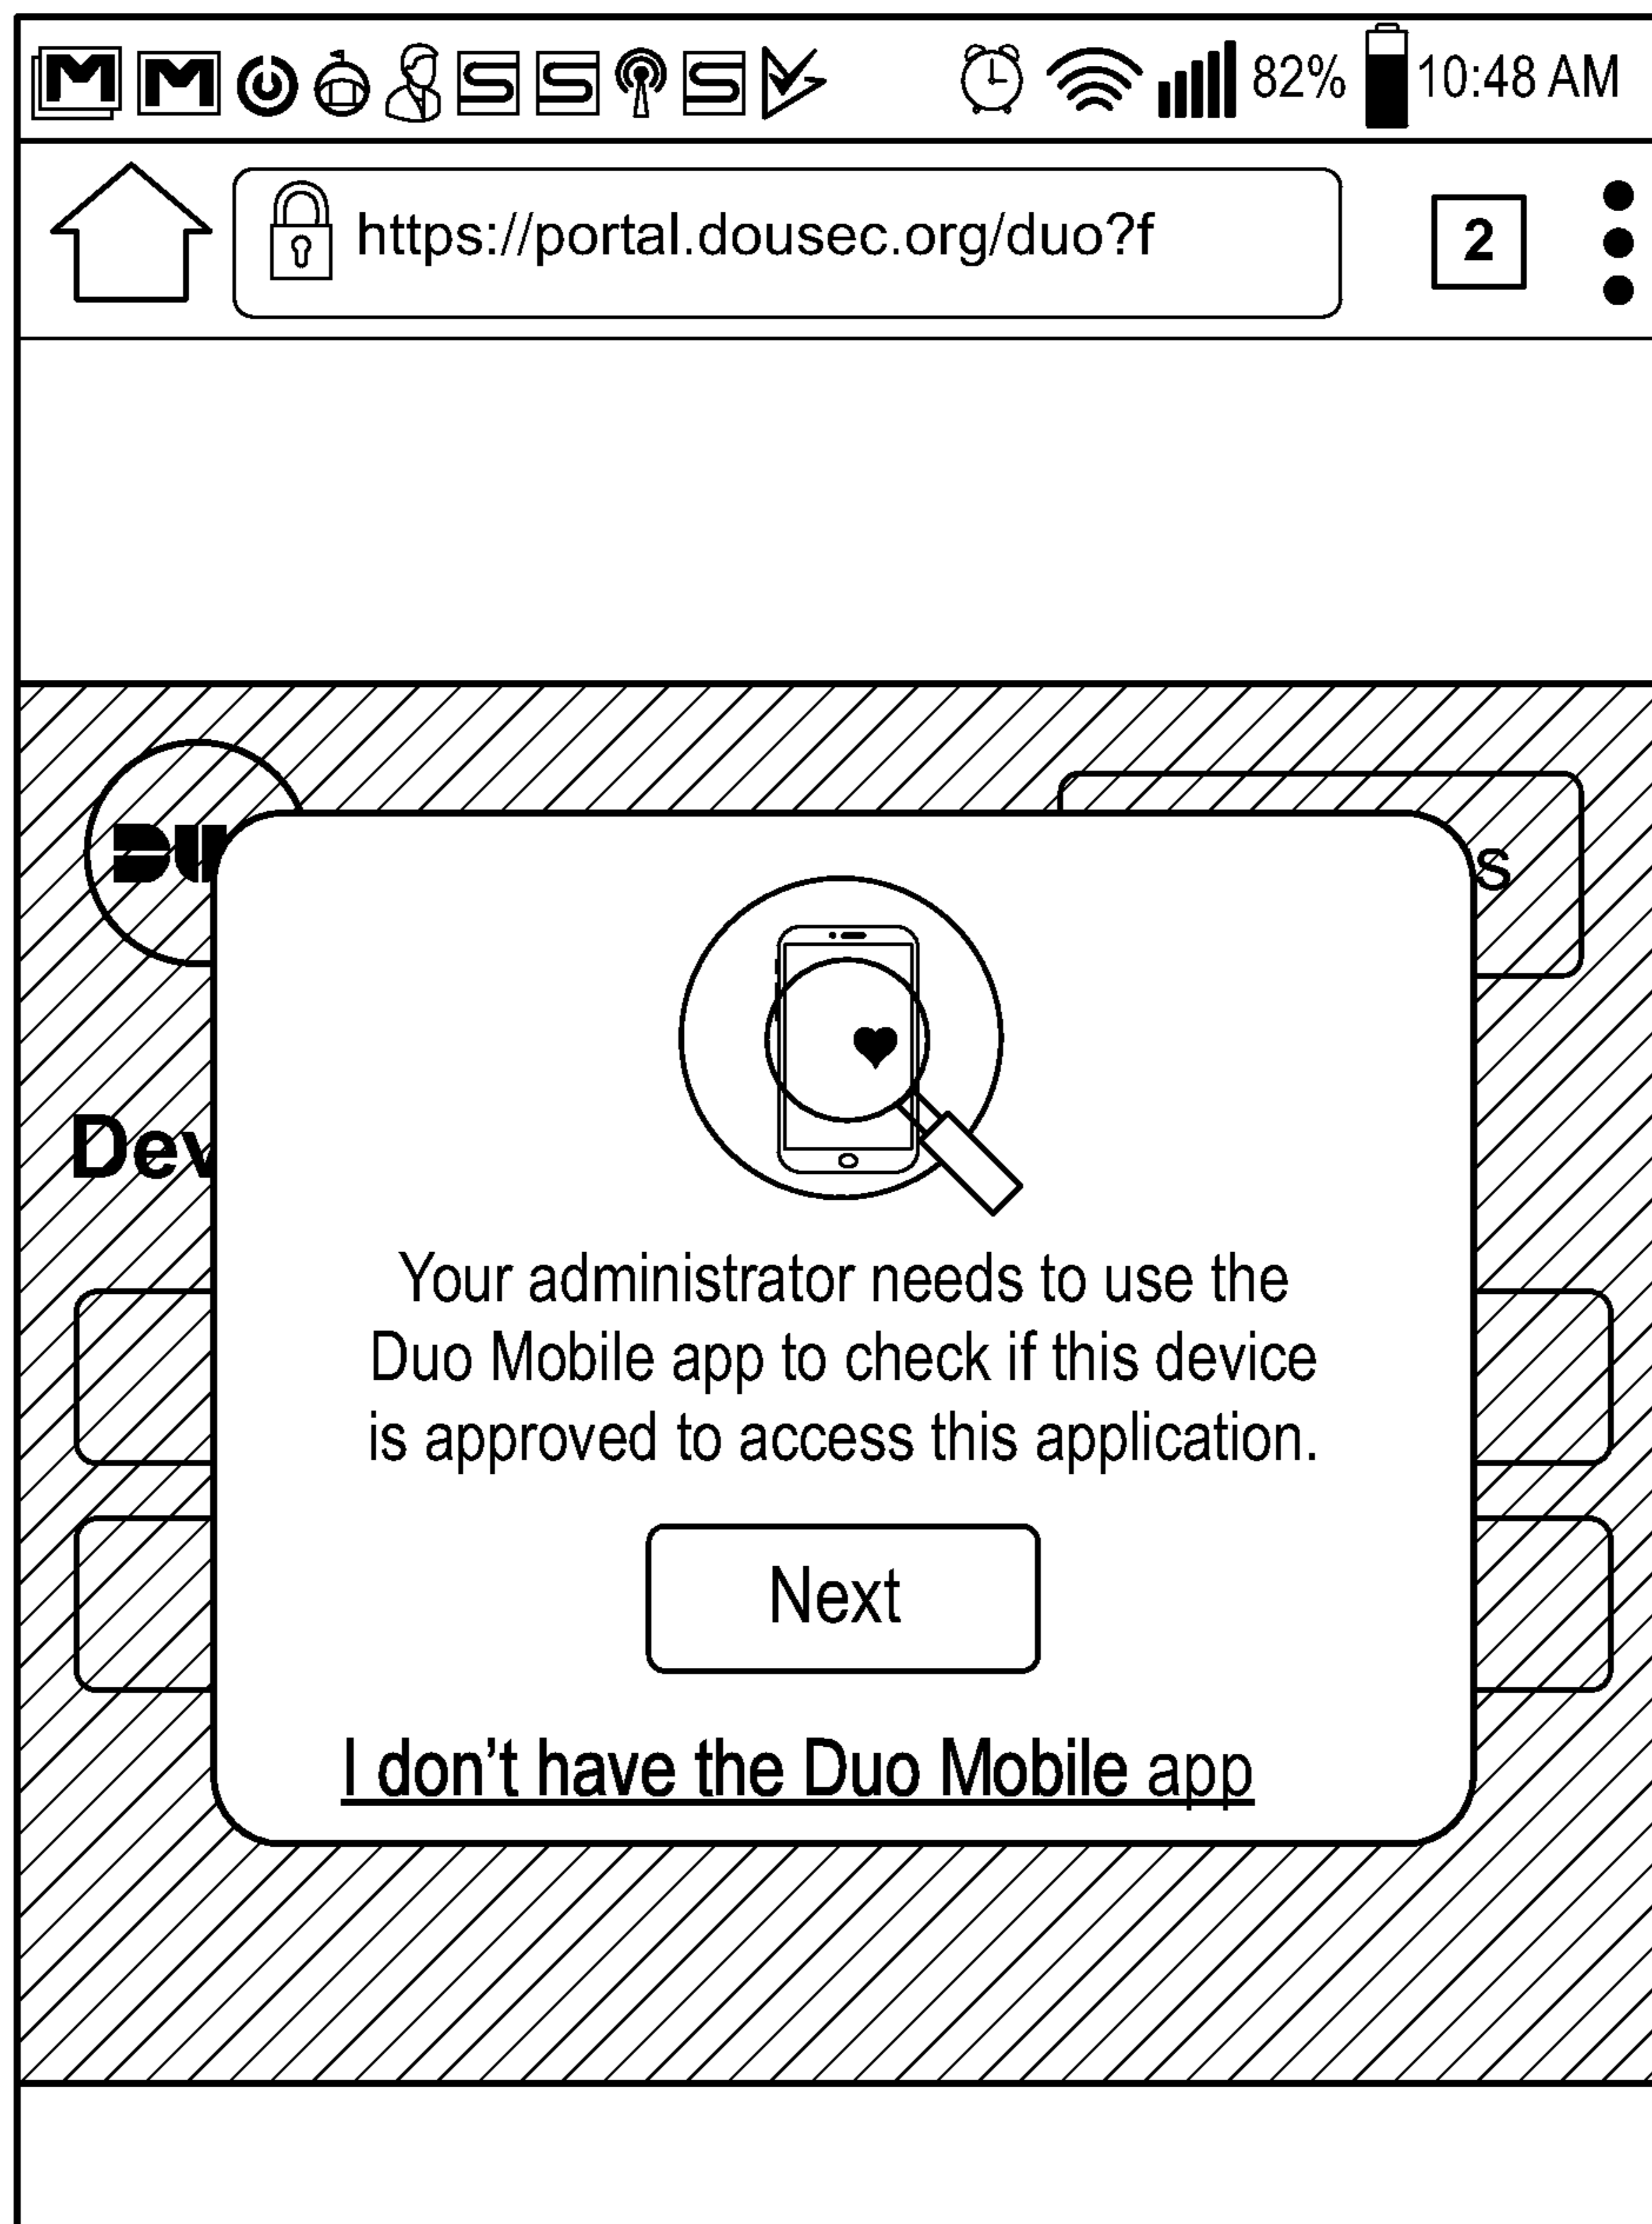 82% 10:48 AM
https://portal.dousec.org/duo?f
2
DU
s
Dev
Your administrator needs to use the
Duo Mobile app to check if this device
is approved to access this application.
Next
I don't have the Duo Mobile app